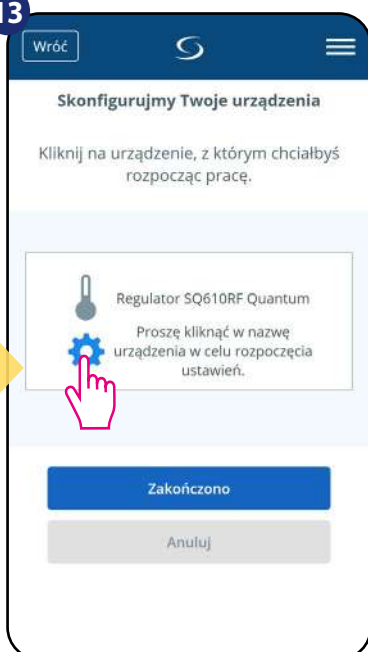 13
Wróć
Skonfigurujmy Twoje urządzenia
Kliknij na urządzenie, z którym chciałbyś
rozpocząc pracę.
Regulator SQ610RF Quantum
Proszę kliknąć w nazwę
urządzenia w celu rozpoczęcia
ustawień.
Zakończono
Anuluj